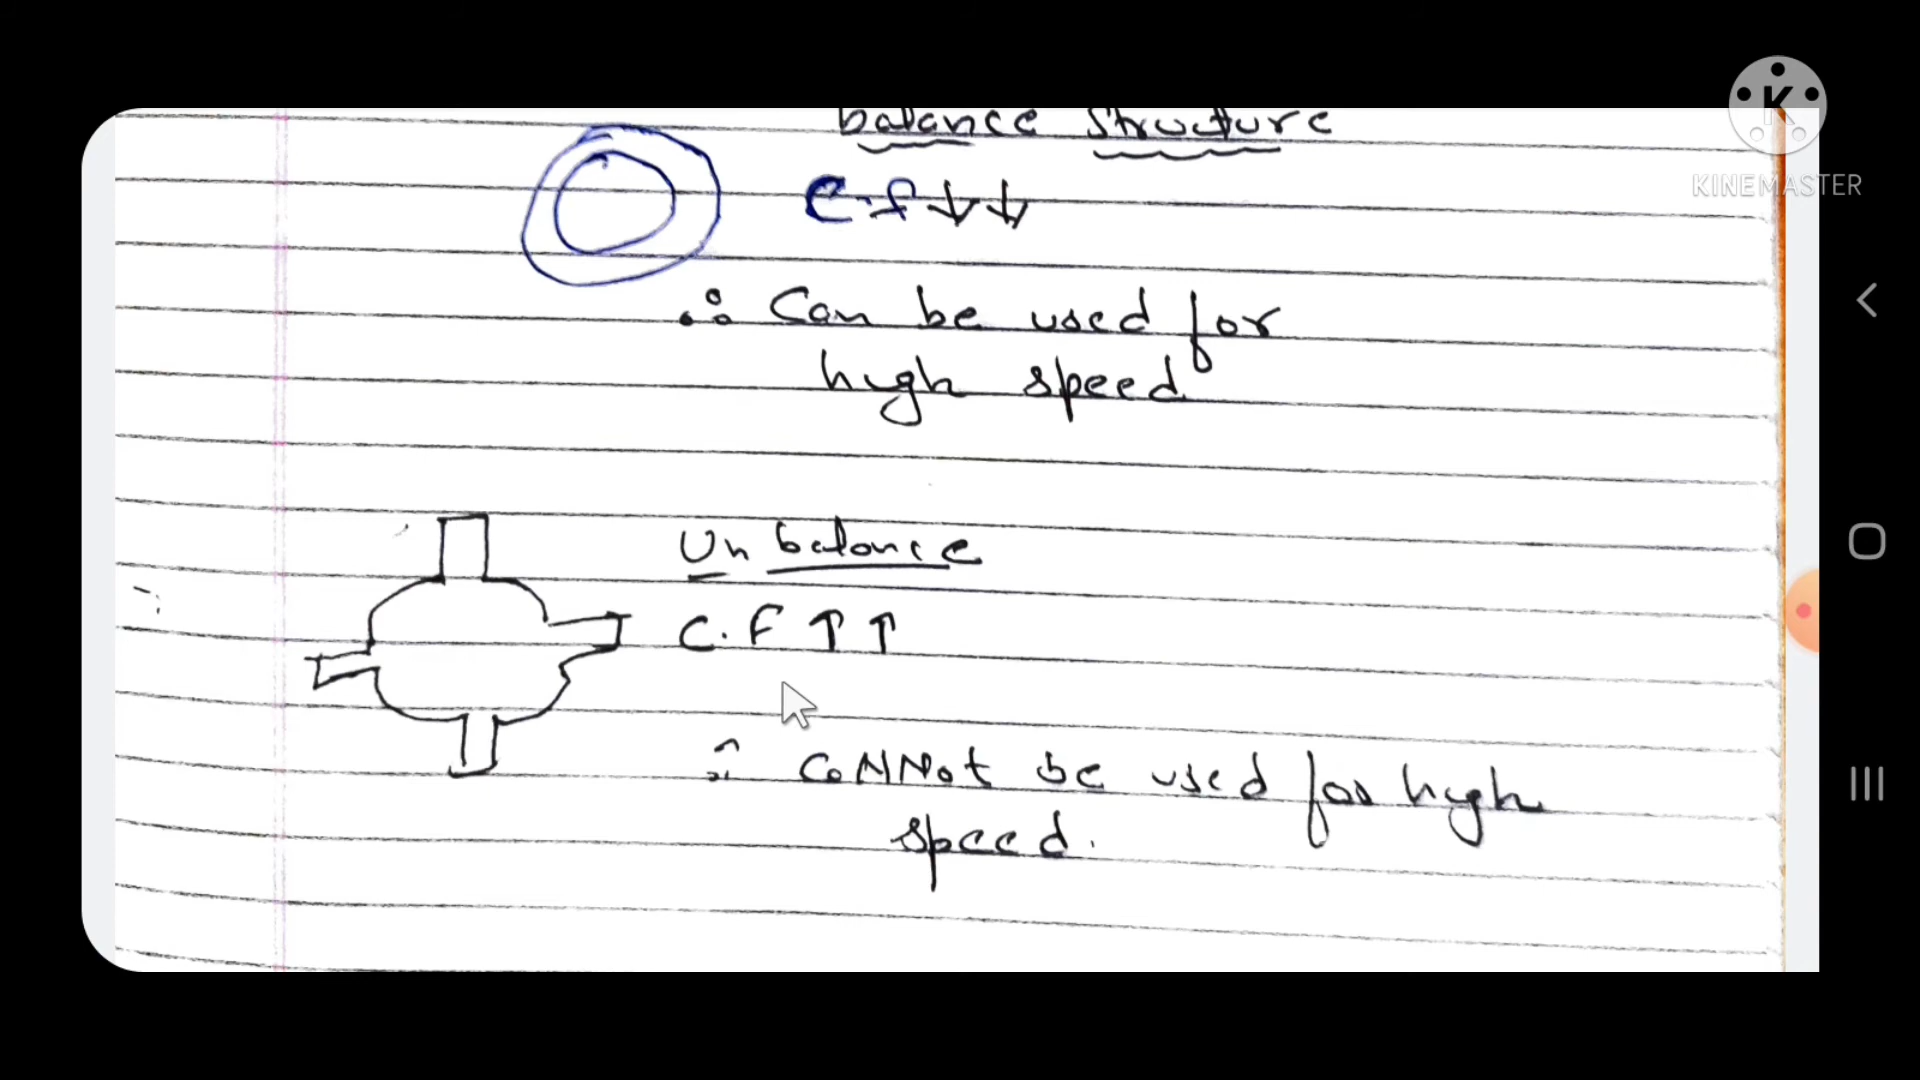 balance structure
KINEMASTER
C.f ↓ ↓
∴ Can be used for
high speed
Un balance
C.F ↑ ↑
∴ CaNNot be used for high
speed.